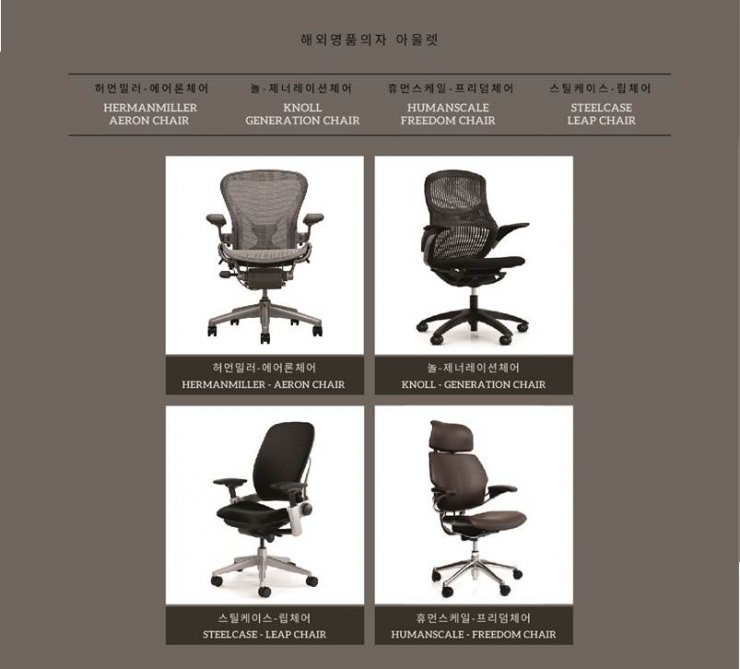 해외명품의자 아울렛
허먼밀러-에어론체어
HERMANMILLER
AERON CHAIR
놀-제너레이션체어
KNOLL
GENERATION CHAIR
휴먼스케일-프리덤체어
HUMANSCALE
FREEDOM CHAIR
스틸케이스-립체어
STEELCASE
LEAP CHAIR
허먼밀러-에어론체어
HERMANMILLER - AERON CHAIR
놀-제너레이션체어
KNOLL - GENERATION CHAIR
스틸케이스-립체어
STEELCASE - LEAP CHAIR
휴먼스케일-프리덤체어
HUMANSCALE - FREEDOM CHAIR